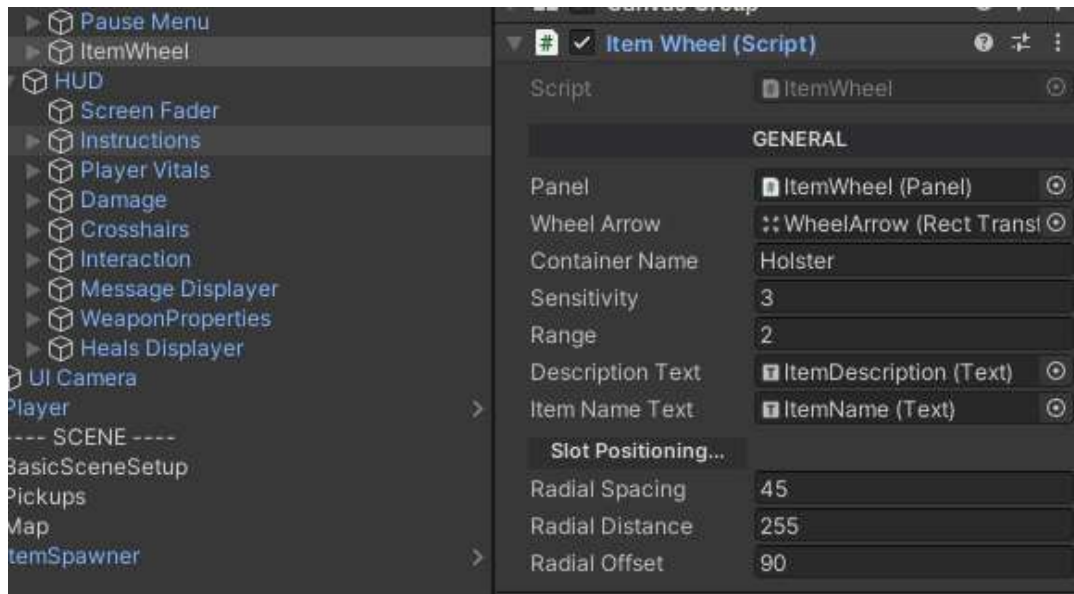 Pause Menu
ItemWheel
HUD
Screen Fader
Instructions
Player Vitals
Damage
Crosshairs
Interaction
Message Displayer
WeaponProperties
Heals Displayer
UI Camera
Player
---- SCENE ----
BasicSceneSetup
Pickups
Map
temSpawner
Canvas Group
# Item Wheel (Script)
Script # ItemWheel
GENERAL
Panel ItemWheel (Panel)
Wheel Arrow WheelArrow (Rect Transf
Container Name Holster
Sensitivity 3
Range 2
Description Text T ItemDescription (Text)
Item Name Text T ItemName (Text)
Slot Positioning...
Radial Spacing 45
Radial Distance 255
Radial Offset 90